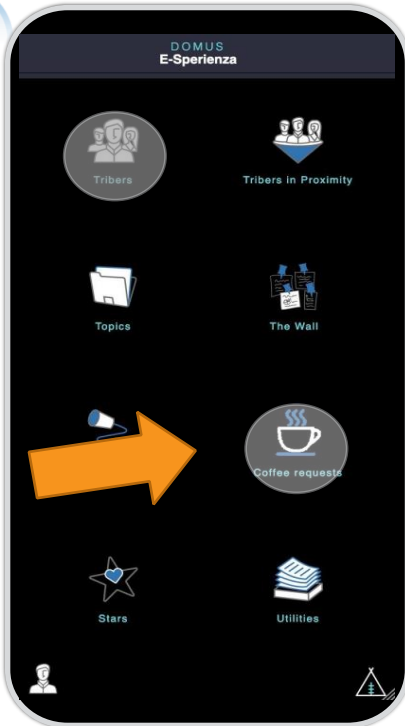 DOMUS
E-Sperienza
Tribers
Tribers in Proximity
Topics
The Wall
Coffee requests
Stars
Utilities